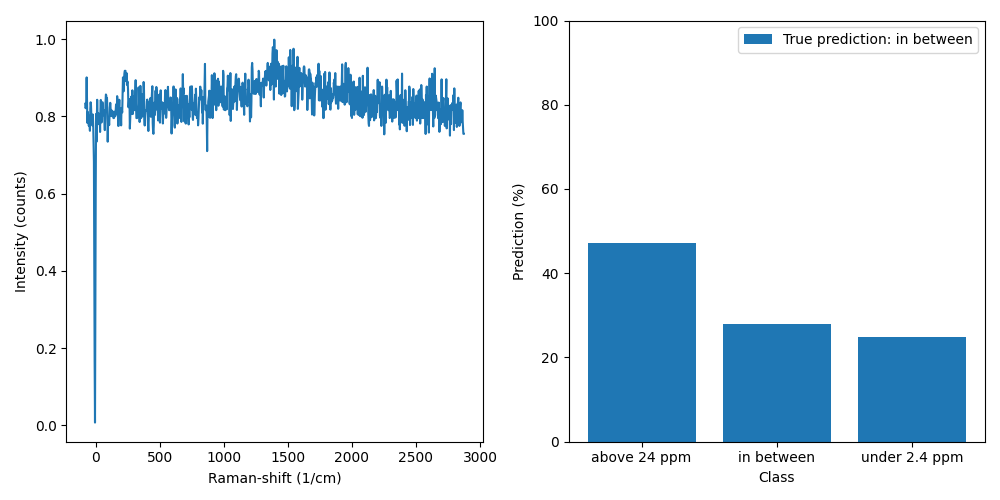 1.0
0.8
0.6
0.4
0.2
0.0
Intensity (counts)
0
500
1000
1500
2000
2500
3000
Raman-shift (1/cm)
100
80
60
40
20
0
Prediction (%)
True prediction: in between
above 24 ppm
in between
under 2.4 ppm
Class